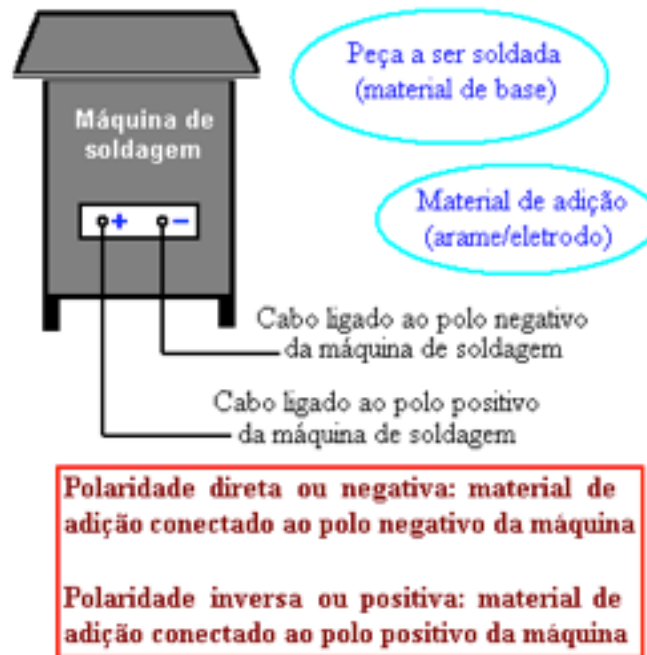 Máquina de
soldagem
+ −
Peça a ser soldada
(material de base)
Material de adição
(arame/eletrodo)
Cabo ligado ao polo negativo
da máquina de soldagem
Cabo ligado ao polo positivo
da máquina de soldagem
Polaridade direta ou negativa: material de
adição conectado ao polo negativo da máquina
Polaridade inversa ou positiva: material de
adição conectado ao polo positivo da máquina